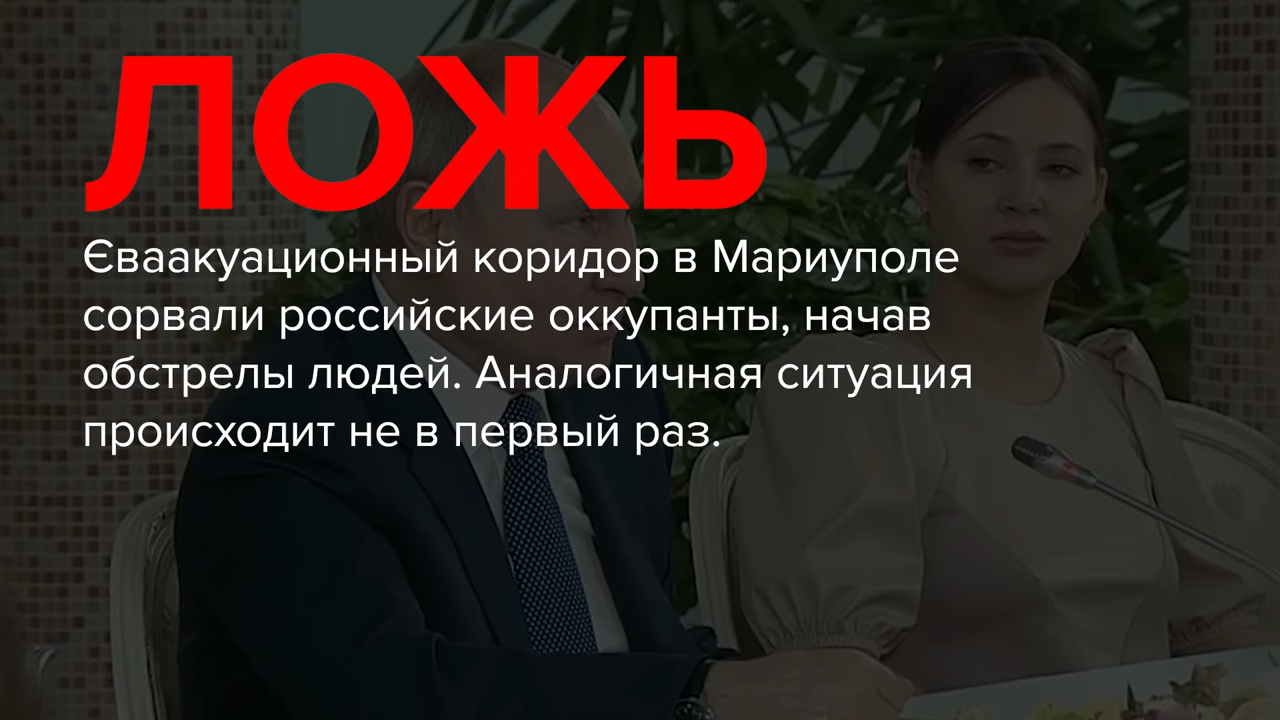 ЛОЖЬ
Єваакуационный коридор в Мариуполе
сорвали российские оккупанты, начав
обстрелы людей. Аналогичная ситуация
происходит не в первый раз.